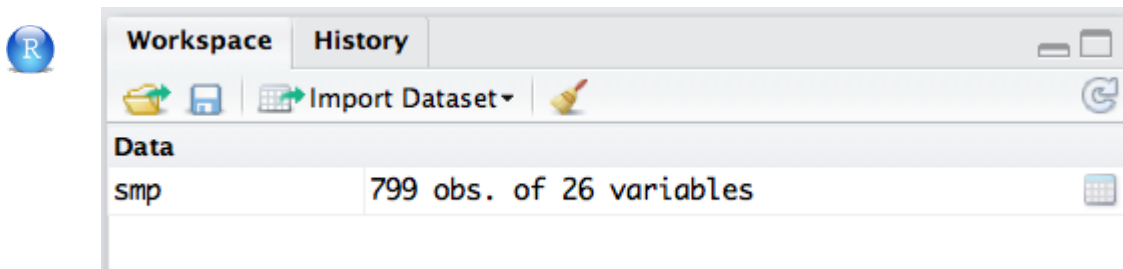 R
Workspace History
Import Dataset
Data
smp 799 obs. of 26 variables